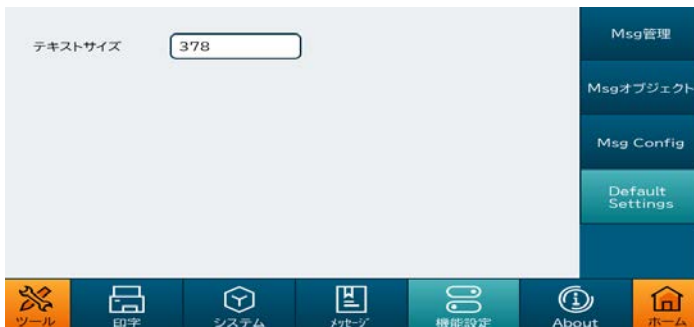 テキストサイズ
378
Msg管理
Msgオブジェクト
Msg Config
Default
Settings
ツール
印字
システム
メッセージ
機能設定
About
ホーム